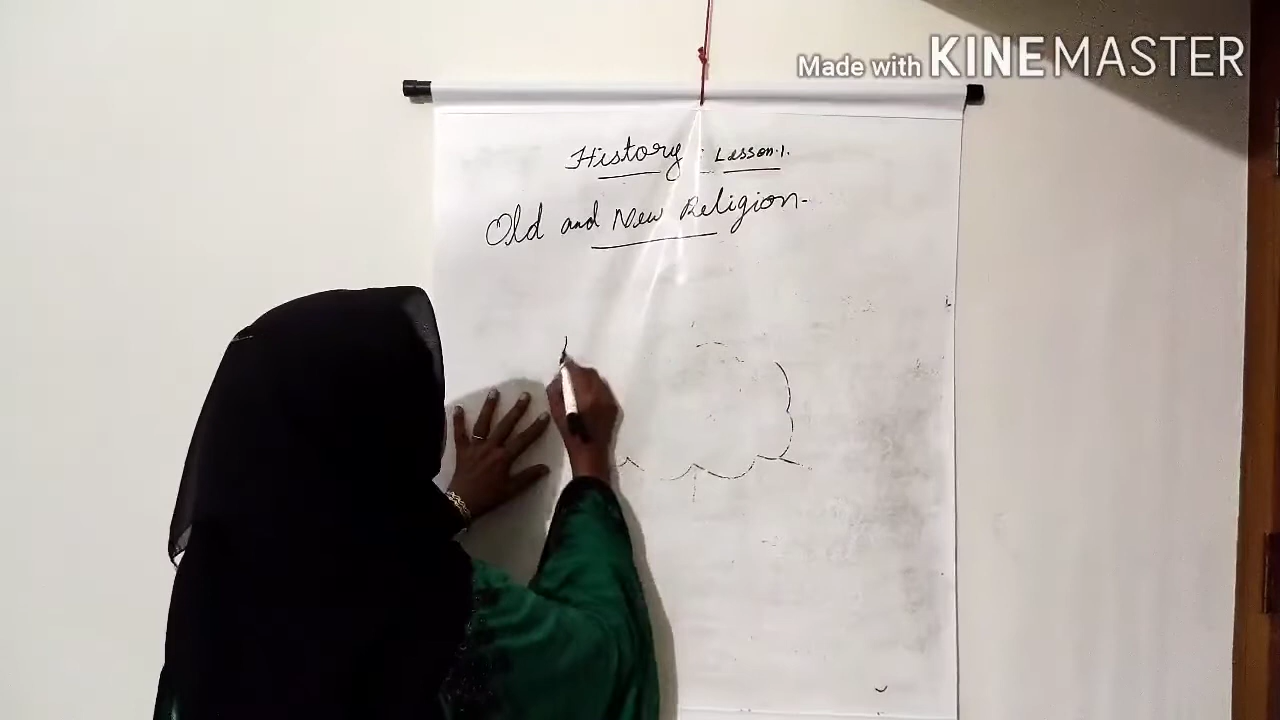 Made with KINEMASTER
History : Lesson.1.
Old and New Religion-